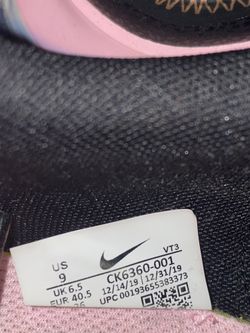 VT3
US
9
CK6360-001
UK 6.5
12/14/19 12/31/19
EUR 40.5
UPC 00193655383373
26